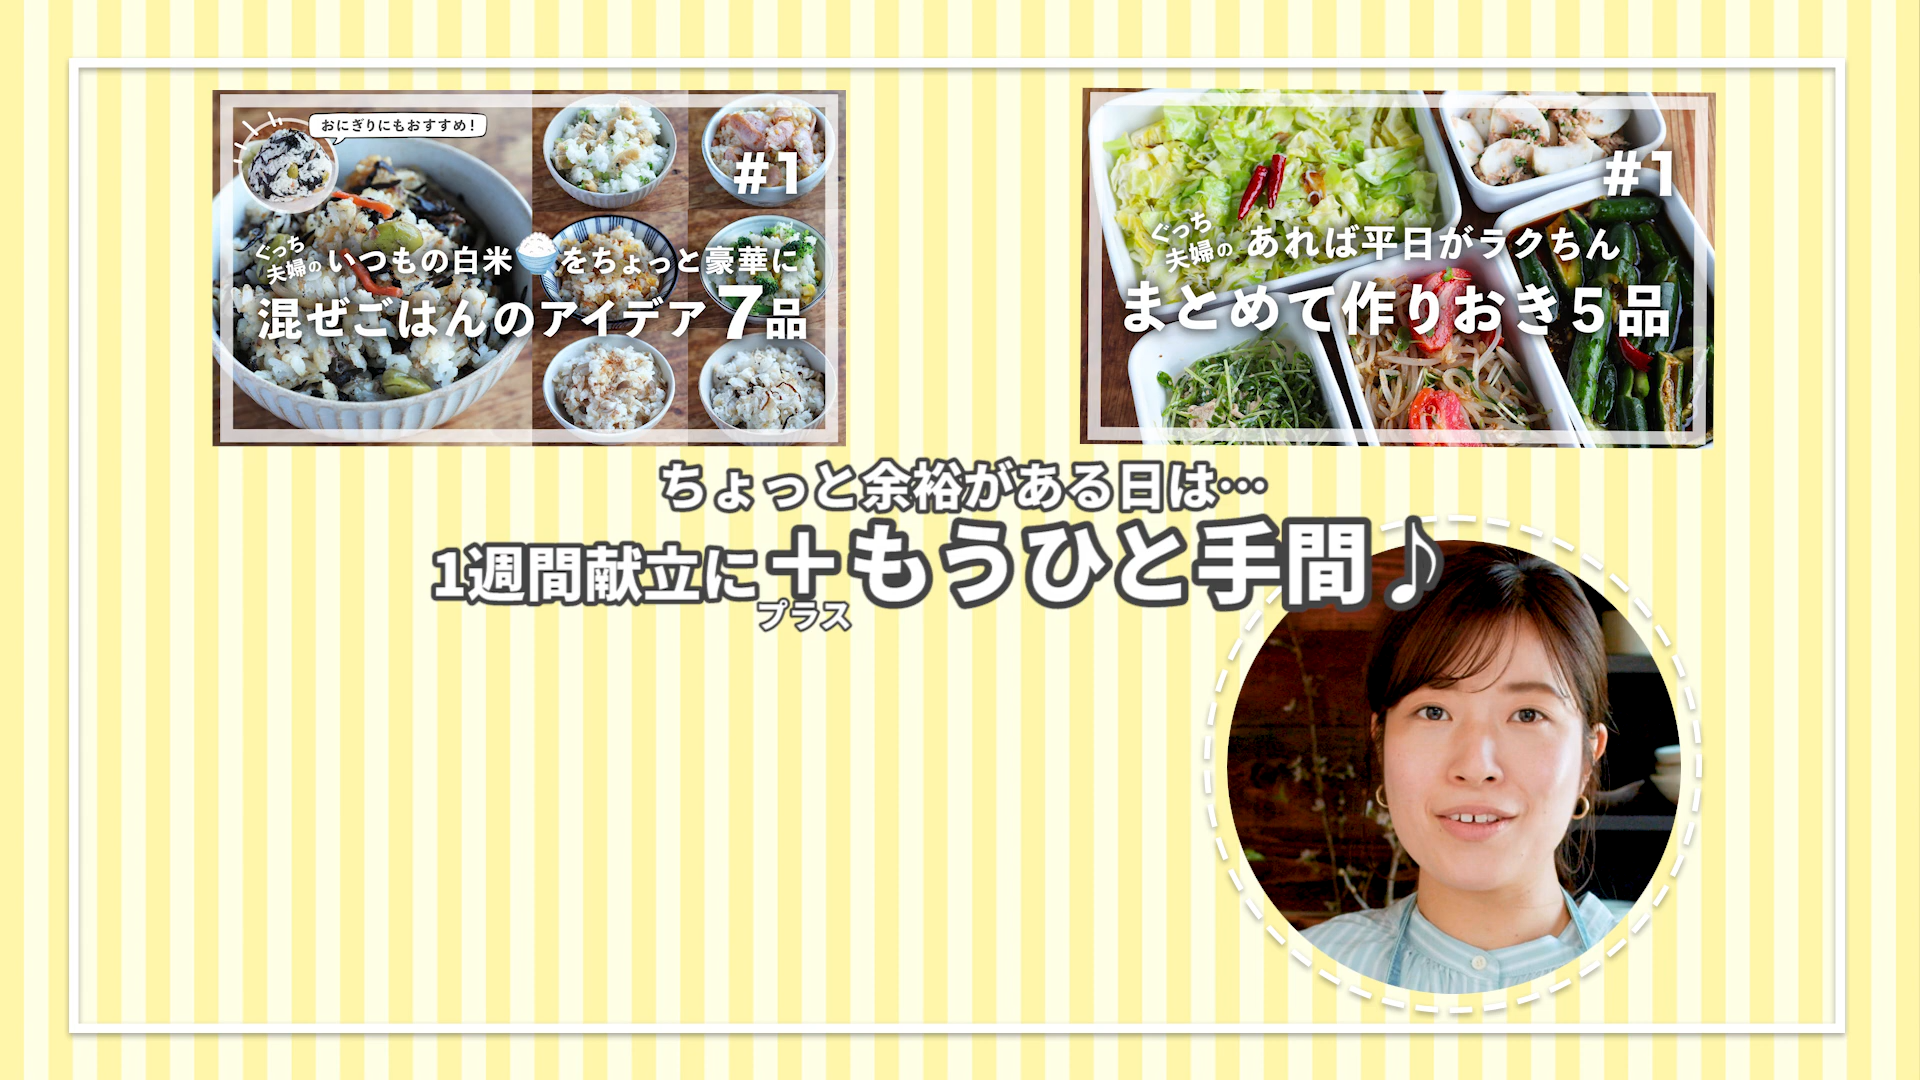 おにぎりにもおすすめ!
#1
ぐっち夫婦の いつもの白米🍚をちょっと豪華に
混ぜごはんのアイデア7品
#1
ぐっち夫婦の あれば平日がラクちん
まとめて作りおき5品
ちょっと余裕がある日は…
1週間献立に+もうひと手間♪
プラス